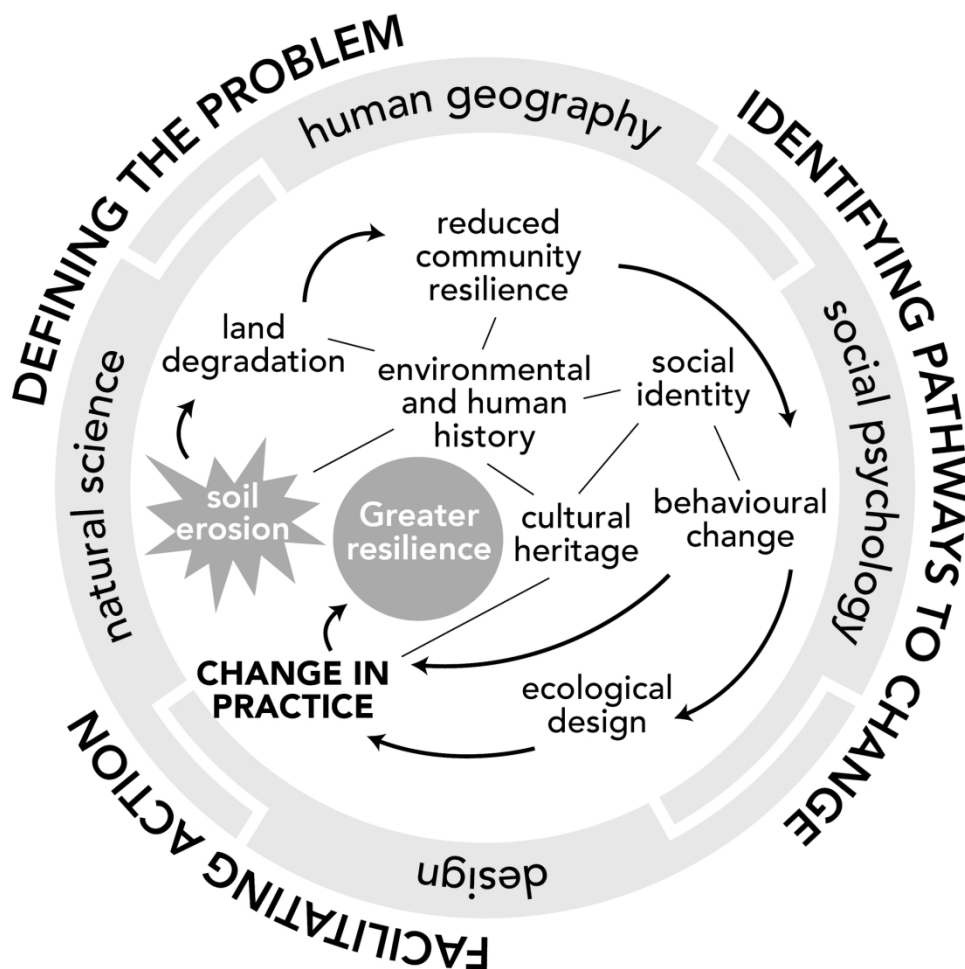 DEFINING THE PROBLEM
IDENTIFYING PATHWAYS TO CHANGE
FACILITATING ACTION
human geography
social psychology
design
natural science
reduced
community
resilience
land
degradation
environmental
and human
history
social
identity
soil
erosion
Greater
resilience
cultural
heritage
behavioural
change
CHANGE IN
PRACTICE
ecological
design